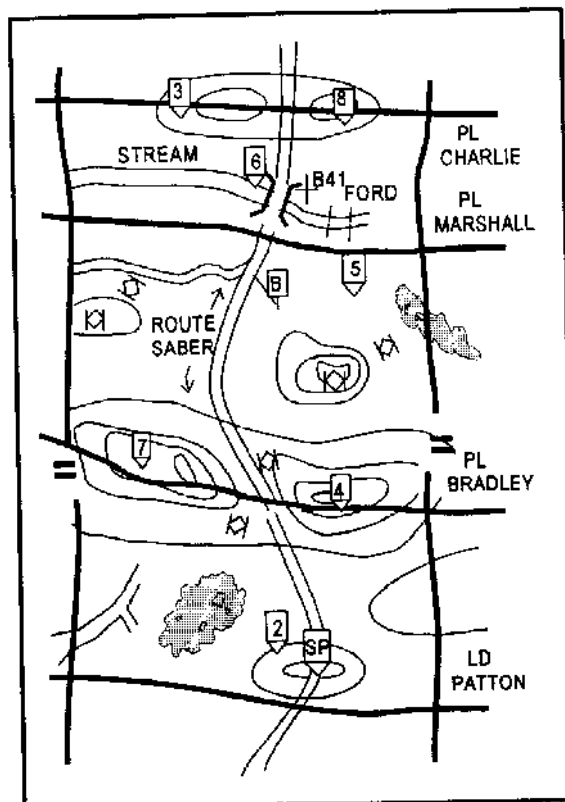 3
8
PL
CHARLIE
STREAM
6
B41
FORD
PL
MARSHALL
5
B
ROUTE
SABER
7
PL
BRADLEY
4
2
SP
LD
PATTON